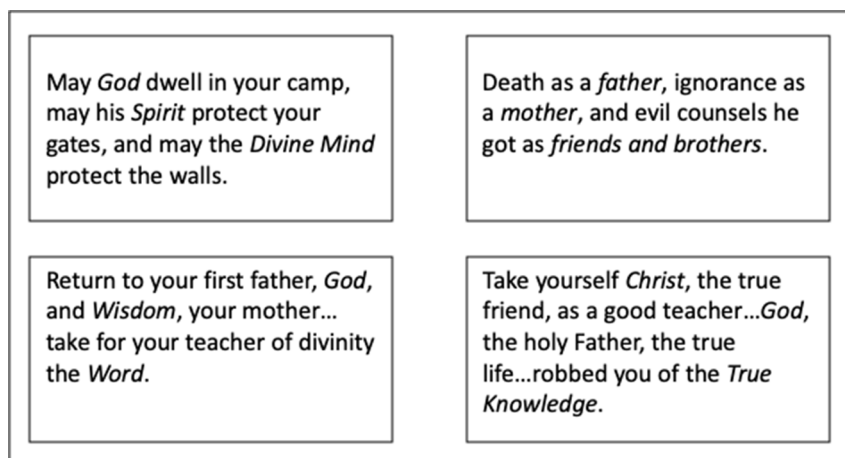 May God dwell in your camp,
may his Spirit protect your
gates, and may the Divine Mind
protect the walls.
Death as a father, ignorance as
a mother, and evil counsels he
got as friends and brothers.
Return to your first father, God,
and Wisdom, your mother...
take for your teacher of divinity
the Word.
Take yourself Christ, the true
friend, as a good teacher...God,
the holy Father, the true
life...robbed you of the True
Knowledge.